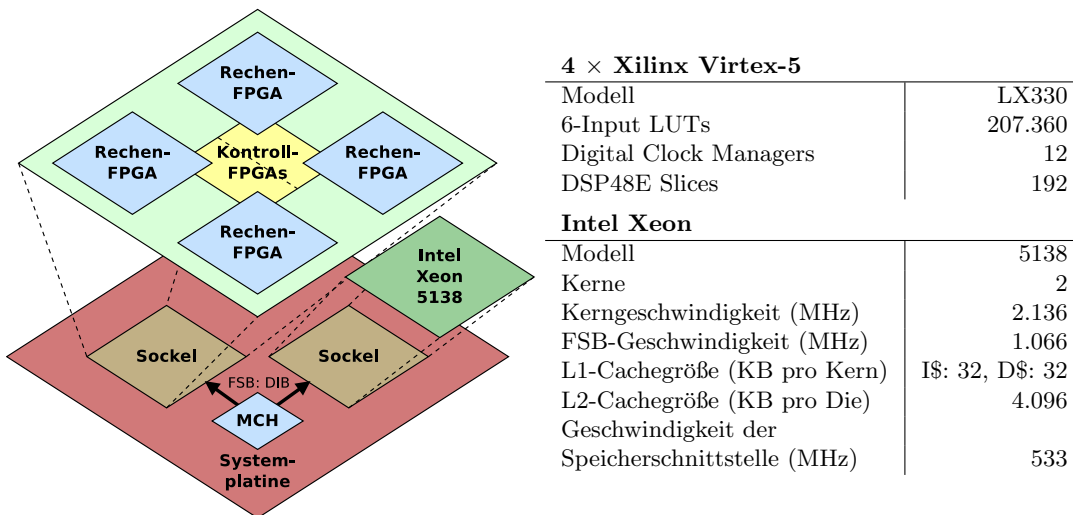 Rechen-
FPGA
Rechen-
FPGA
Kontroll-
FPGAs
Rechen-
FPGA
Rechen-
FPGA
Intel
Xeon
5138
Sockel
Sockel
FSB: DIB
MCH
System-
platine
4 × Xilinx Virtex-5
Modell LX330
6-Input LUTs 207.360
Digital Clock Managers 12
DSP48E Slices 192
Intel Xeon
Modell 5138
Kerne 2
Kerngeschwindigkeit (MHz) 2.136
FSB-Geschwindigkeit (MHz) 1.066
L1-Cachegröße (KB pro Kern) I$: 32, D$: 32
L2-Cachegröße (KB pro Die) 4.096
Geschwindigkeit der
Speicherschnittstelle (MHz) 533